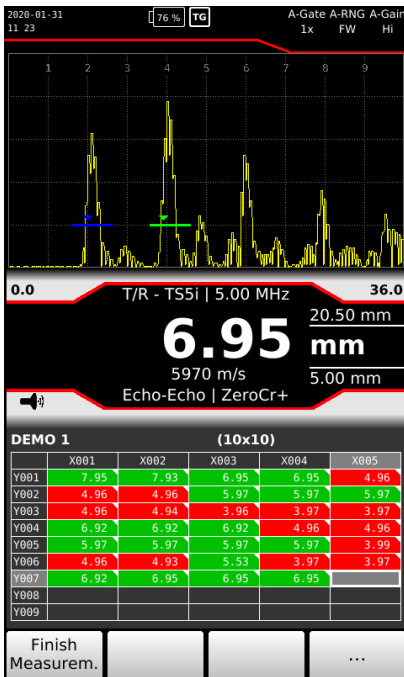 2020-01-31 76 % TG A-Gate A-RNG A-Gain
11 23 1x FW Hi
1 2 3 4 5 6 7 8 9
0.0 T/R - TS5i | 5.00 MHz 36.0
20.50 mm
6.95 mm
5970 m/s 5.00 mm
Echo-Echo | ZeroCr+
DEMO 1 (10x10)
X001 X002 X003 X004 X005
Y001 7.95 7.93 6.95 6.95 4.96
Y002 4.96 4.96 5.97 5.97 5.97
Y003 4.96 4.94 3.96 3.97 3.97
Y004 6.92 6.92 6.92 4.96 4.96
Y005 5.97 5.97 5.97 5.97 3.99
Y006 4.96 4.93 5.53 3.97 3.97
Y007 6.92 6.95 6.95 6.95
Y008
Y009
Finish
Measurem. ...